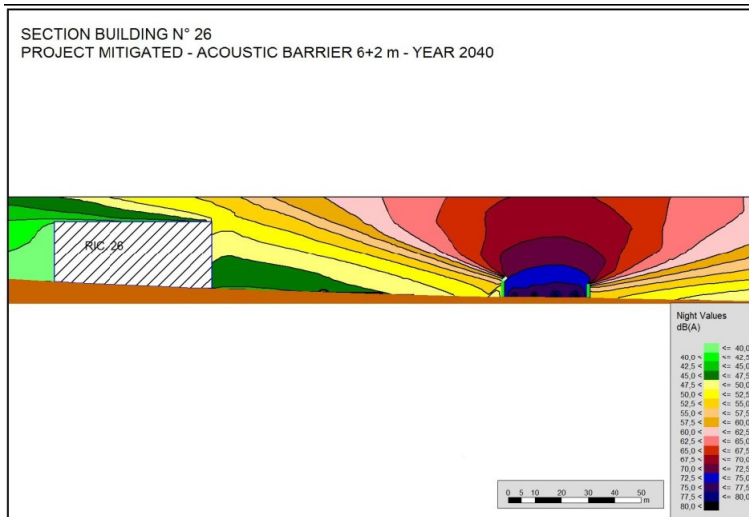 SECTION BUILDING N° 26
PROJECT MITIGATED - ACOUSTIC BARRIER 6+2 m - YEAR 2040
RIC. 26
Night Values
dB(A)
<= 40,0
40,0 < <= 42,5
42,5 < <= 45,0
45,0 < <= 47,5
47,5 < <= 50,0
50,0 < <= 52,5
52,5 < <= 55,0
55,0 < <= 57,5
57,5 < <= 60,0
60,0 < <= 62,5
62,5 < <= 65,0
65,0 < <= 67,5
67,5 < <= 70,0
70,0 < <= 72,5
72,5 < <= 75,0
75,0 < <= 77,5
77,5 < <= 80,0
80,0 <
0 5 10 20 30 40 50
m